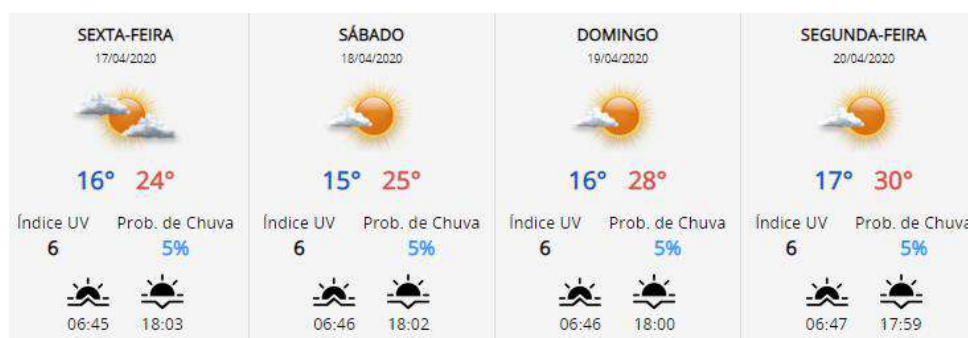 SEXTA-FEIRA
17/04/2020
16° 24°
Índice UV Prob. de Chuva
6 5%
06:45 18:03
SÁBADO
18/04/2020
15° 25°
Índice UV Prob. de Chuva
6 5%
06:46 18:02
DOMINGO
19/04/2020
16° 28°
Índice UV Prob. de Chuva
6 5%
06:46 18:00
SEGUNDA-FEIRA
20/04/2020
17° 30°
Índice UV Prob. de Chuva
6 5%
06:47 17:59